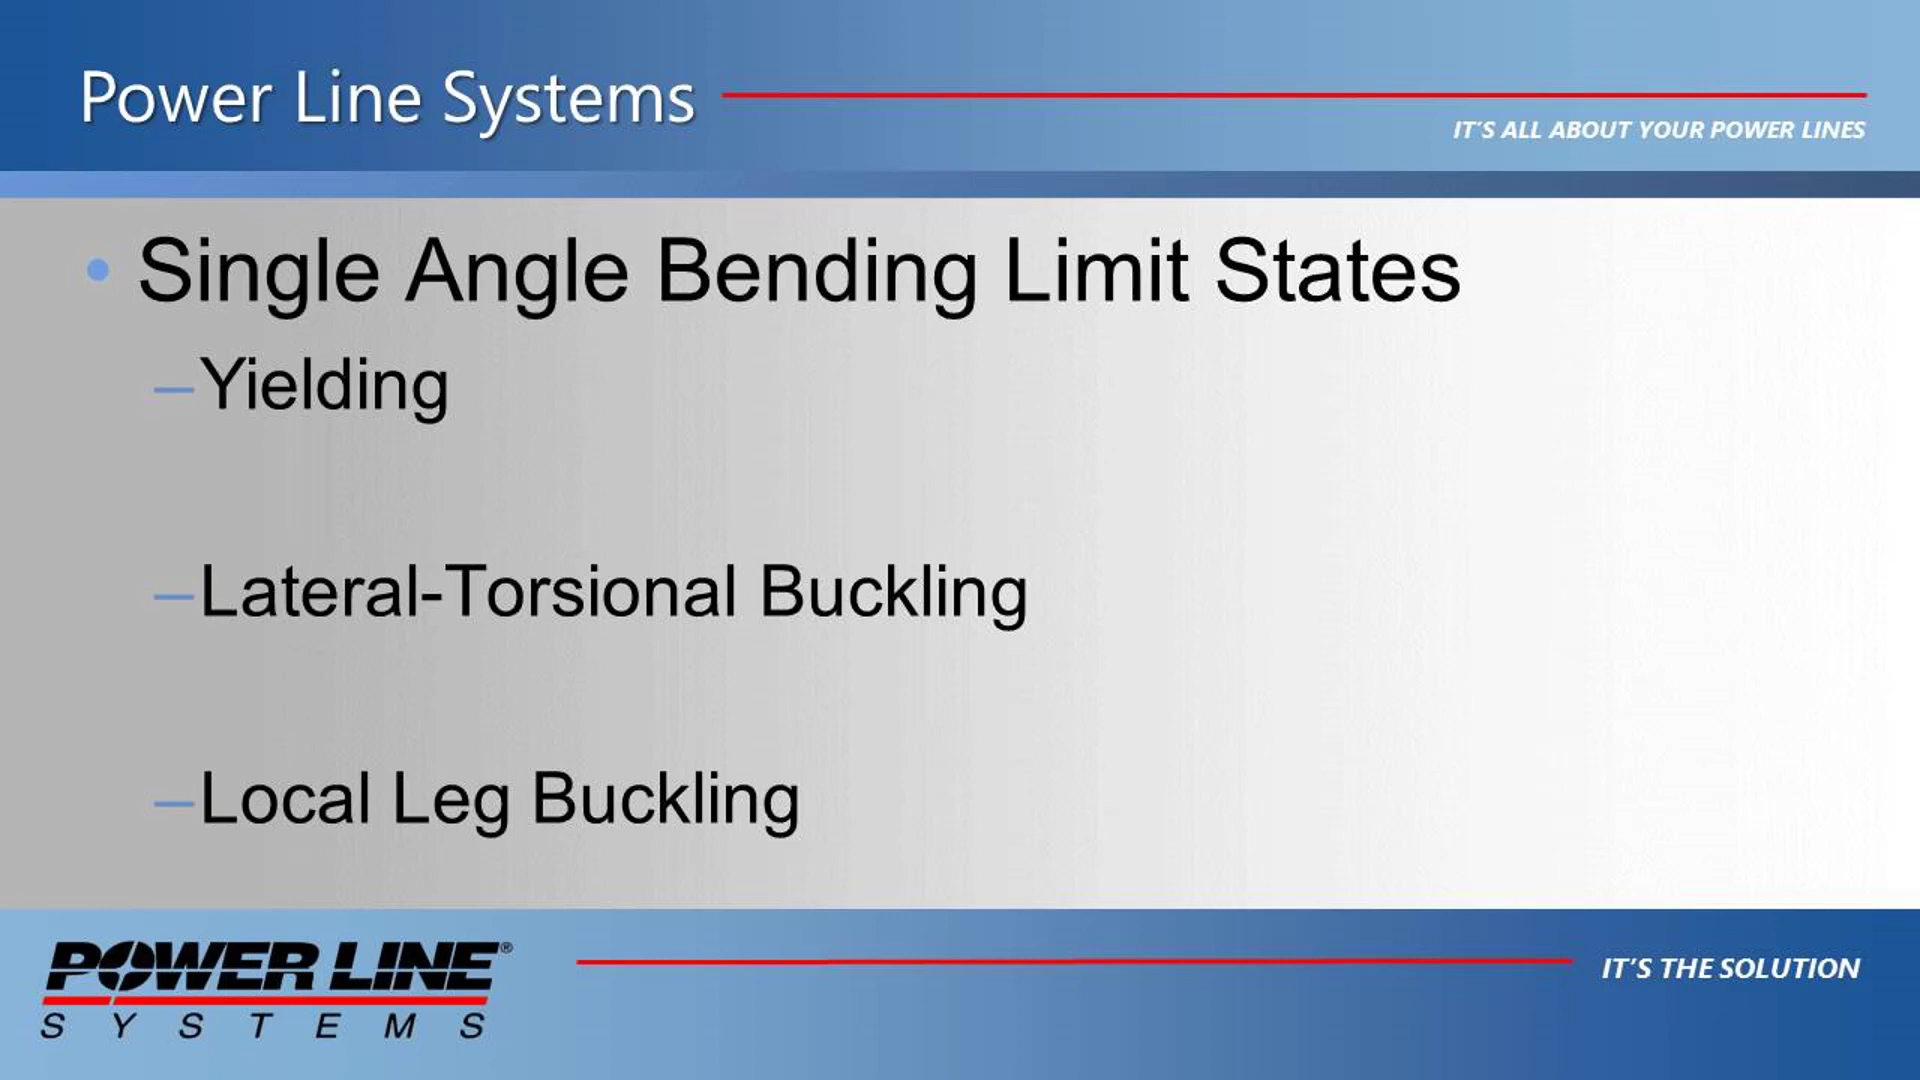 Power Line Systems
IT'S ALL ABOUT YOUR POWER LINES
• Single Angle Bending Limit States
–Yielding
–Lateral-Torsional Buckling
–Local Leg Buckling
POWER LINE®
SYSTEMS
IT'S THE SOLUTION